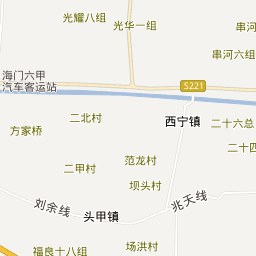 光耀八组
光华一组
串河
串河六组
S221
海门六甲
汽车客运站
二北村
西宁镇
二十六总
方家桥
二十四
范龙村
二甲村
坝头村
刘余线
头甲镇
兆天线
福良十八组
场洪村